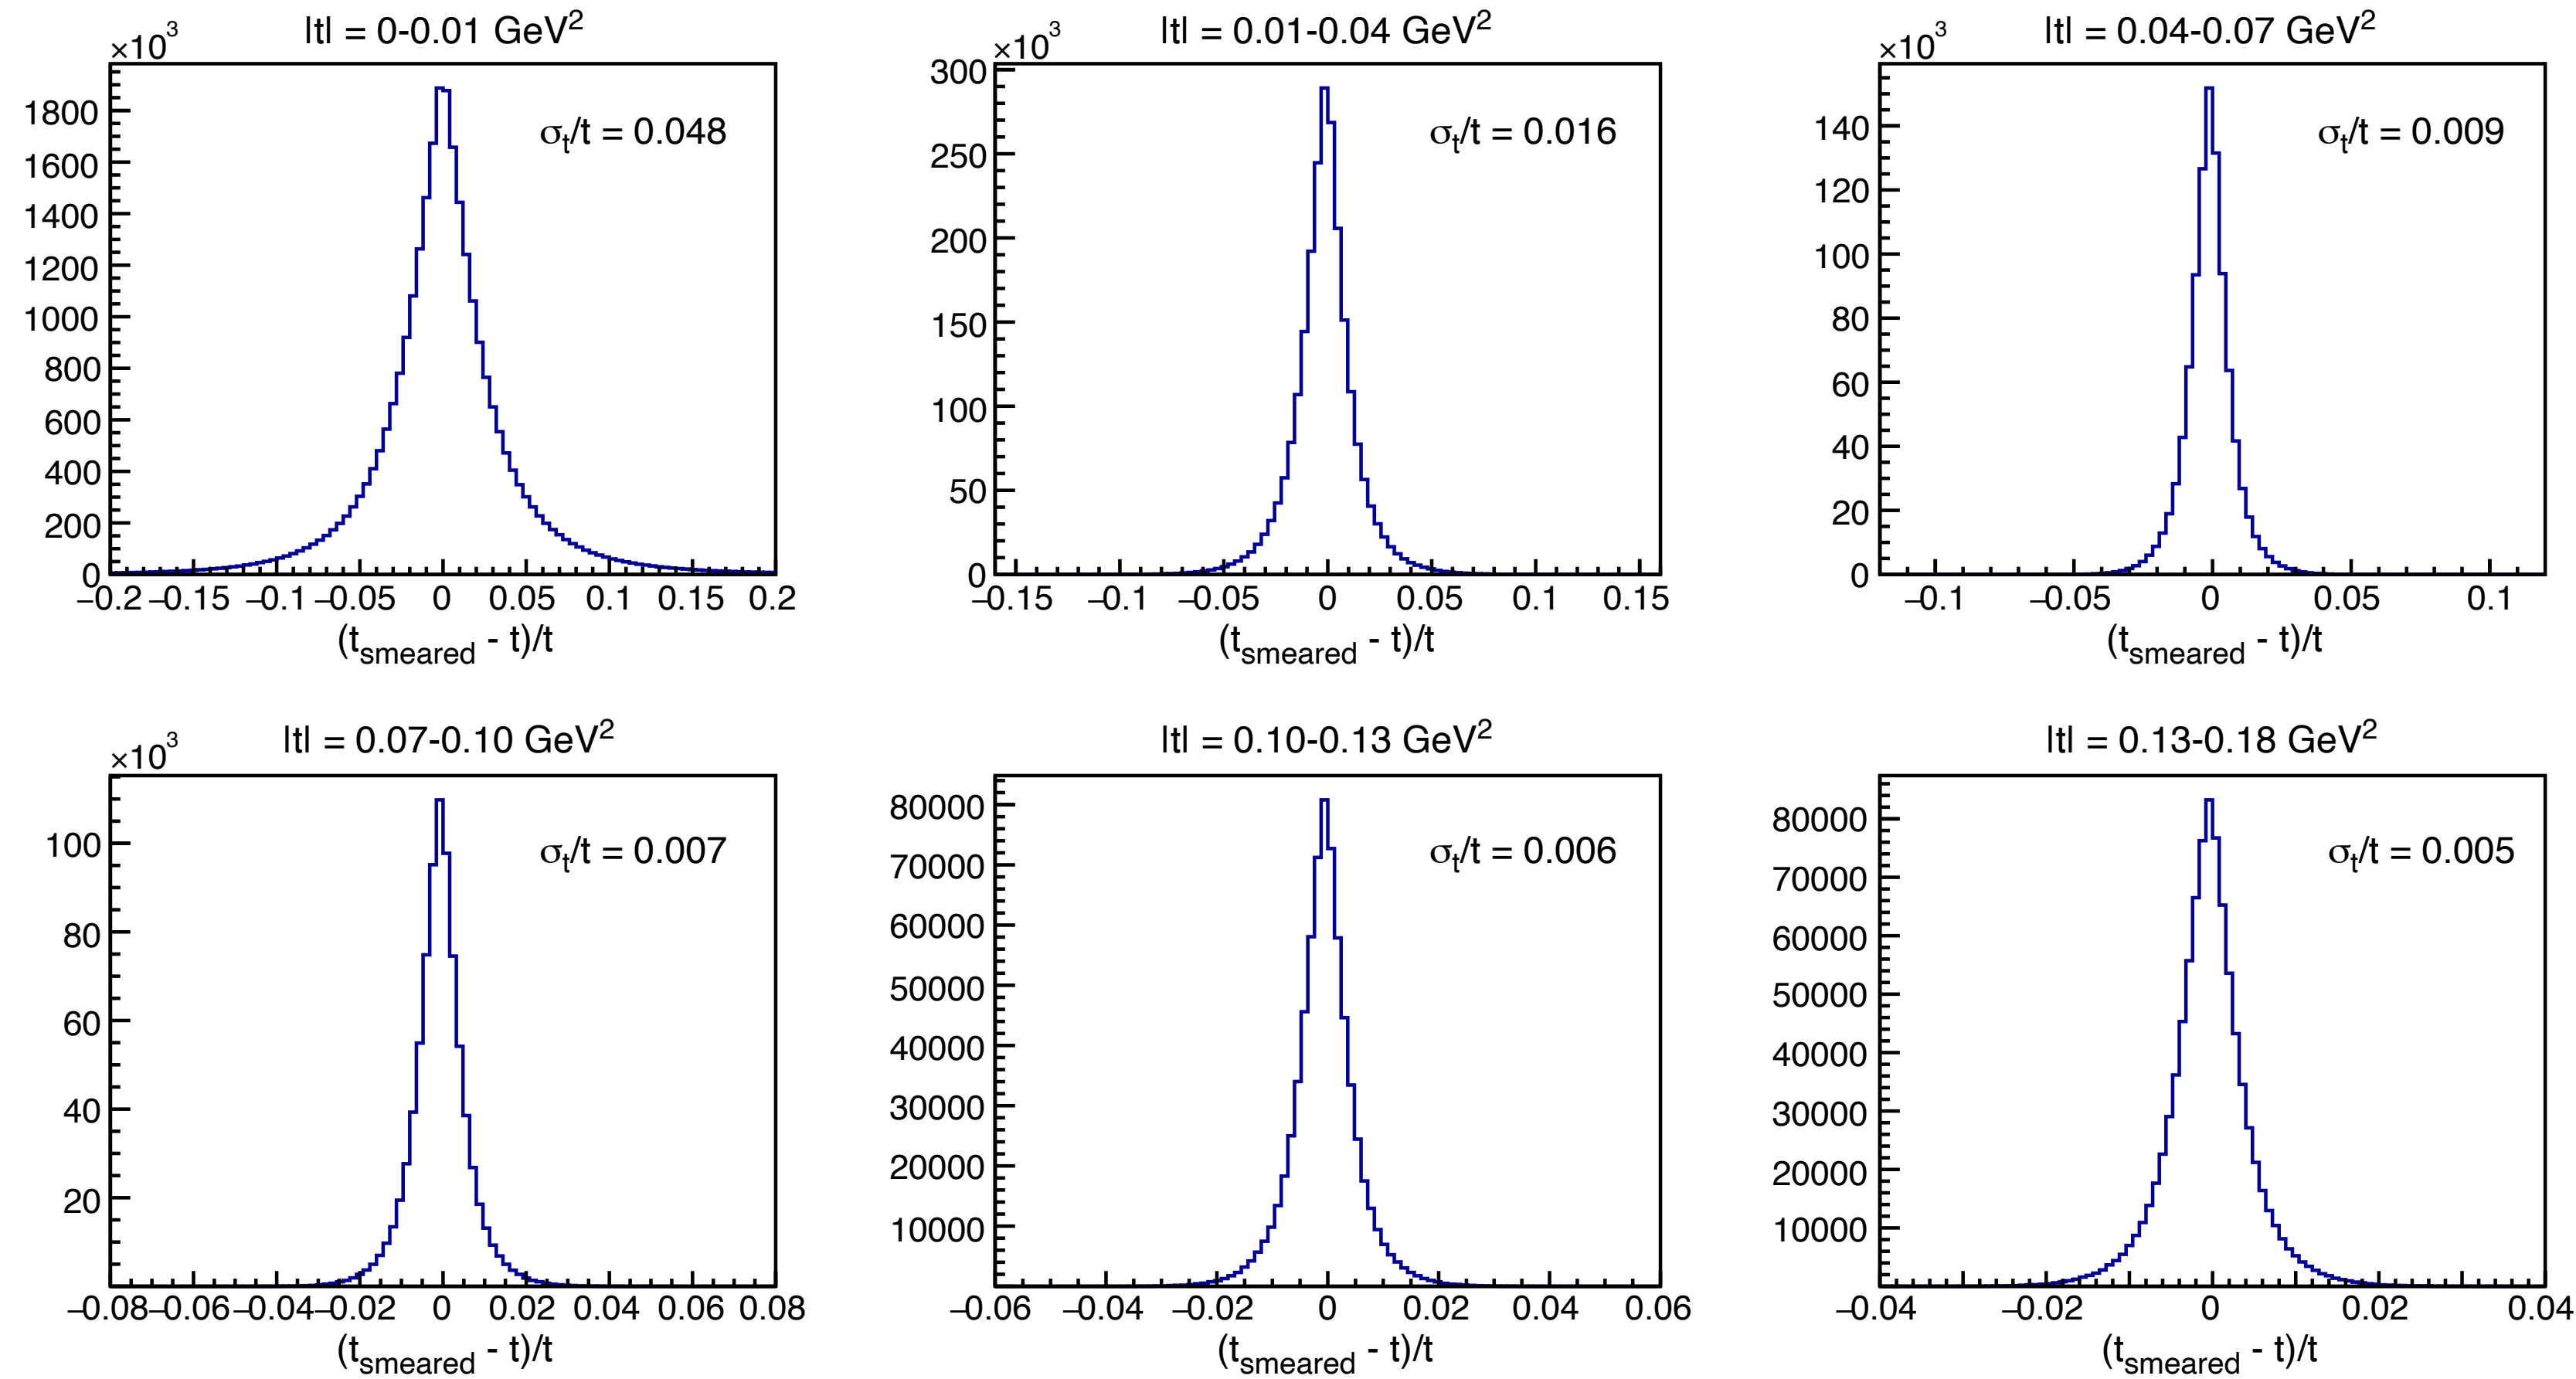 |t| = 0-0.01 GeV²
×10³
σt/t = 0.048
1800
1600
1400
1200
1000
800
600
400
200
0
−0.2 −0.15 −0.1 −0.05 0 0.05 0.1 0.15 0.2
(tsmeared - t)/t
|t| = 0.01-0.04 GeV²
×10³
σt/t = 0.016
300
250
200
150
100
50
0
−0.15 −0.1 −0.05 0 0.05 0.1 0.15
(tsmeared - t)/t
|t| = 0.04-0.07 GeV²
×10³
σt/t = 0.009
140
120
100
80
60
40
20
0
−0.1 −0.05 0 0.05 0.1
(tsmeared - t)/t
|t| = 0.07-0.10 GeV²
×10³
σt/t = 0.007
100
80
60
40
20
−0.08 −0.06 −0.04 −0.02 0 0.02 0.04 0.06 0.08
(tsmeared - t)/t
|t| = 0.10-0.13 GeV²
σt/t = 0.006
80000
70000
60000
50000
40000
30000
20000
10000
−0.06 −0.04 −0.02 0 0.02 0.04 0.06
(tsmeared - t)/t
|t| = 0.13-0.18 GeV²
σt/t = 0.005
80000
70000
60000
50000
40000
30000
20000
10000
−0.04 −0.02 0 0.02 0.04
(tsmeared - t)/t